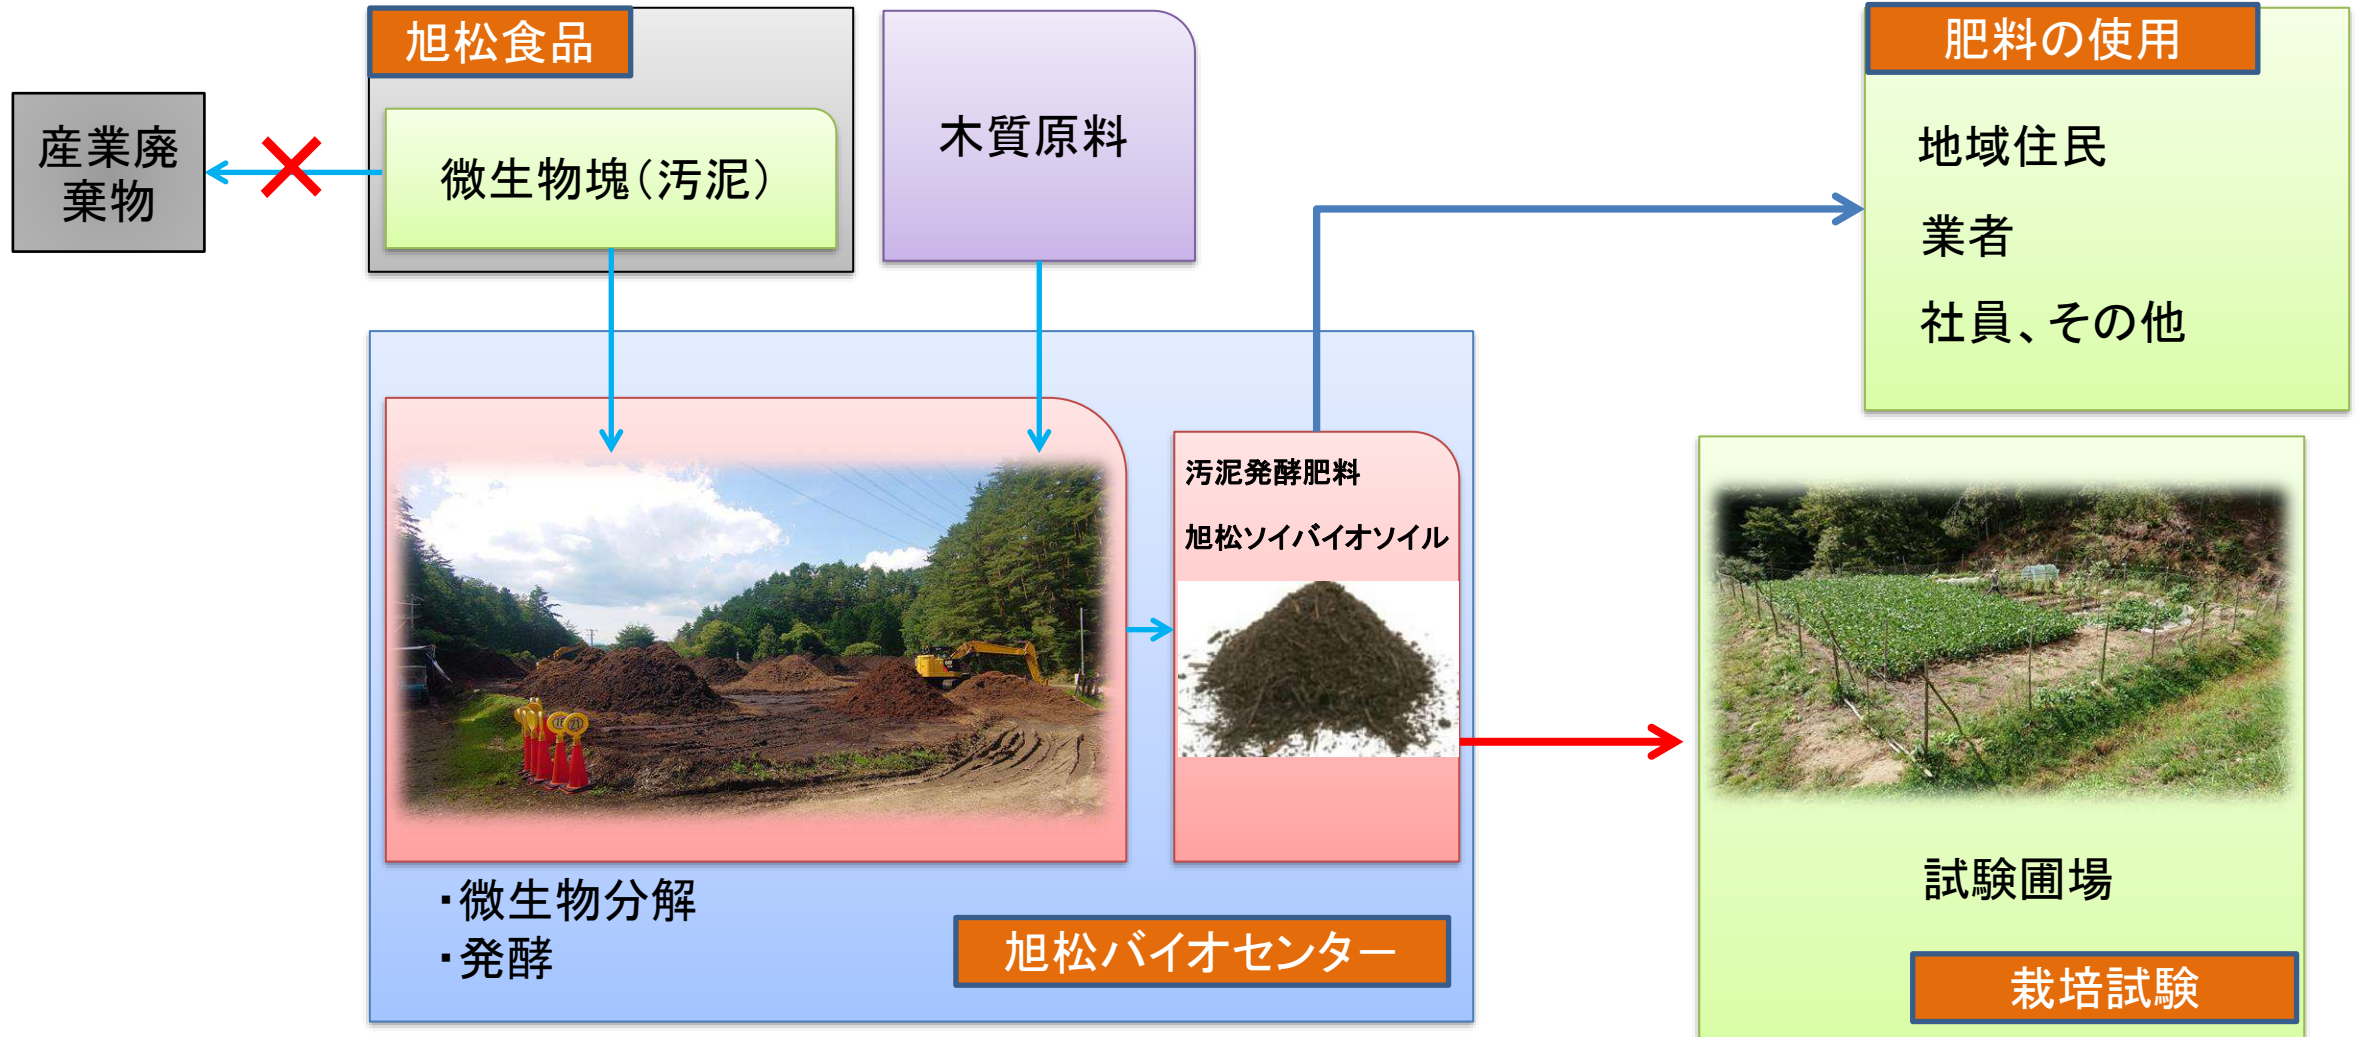 旭松食品
産業廃
棄物
微生物塊（汚泥）
木質原料
肥料の使用
地域住民
業者
社員、その他
汚泥発酵肥料
旭松ソイバイオソイル
・微生物分解
・発酵
旭松バイオセンター
試験圃場
栽培試験